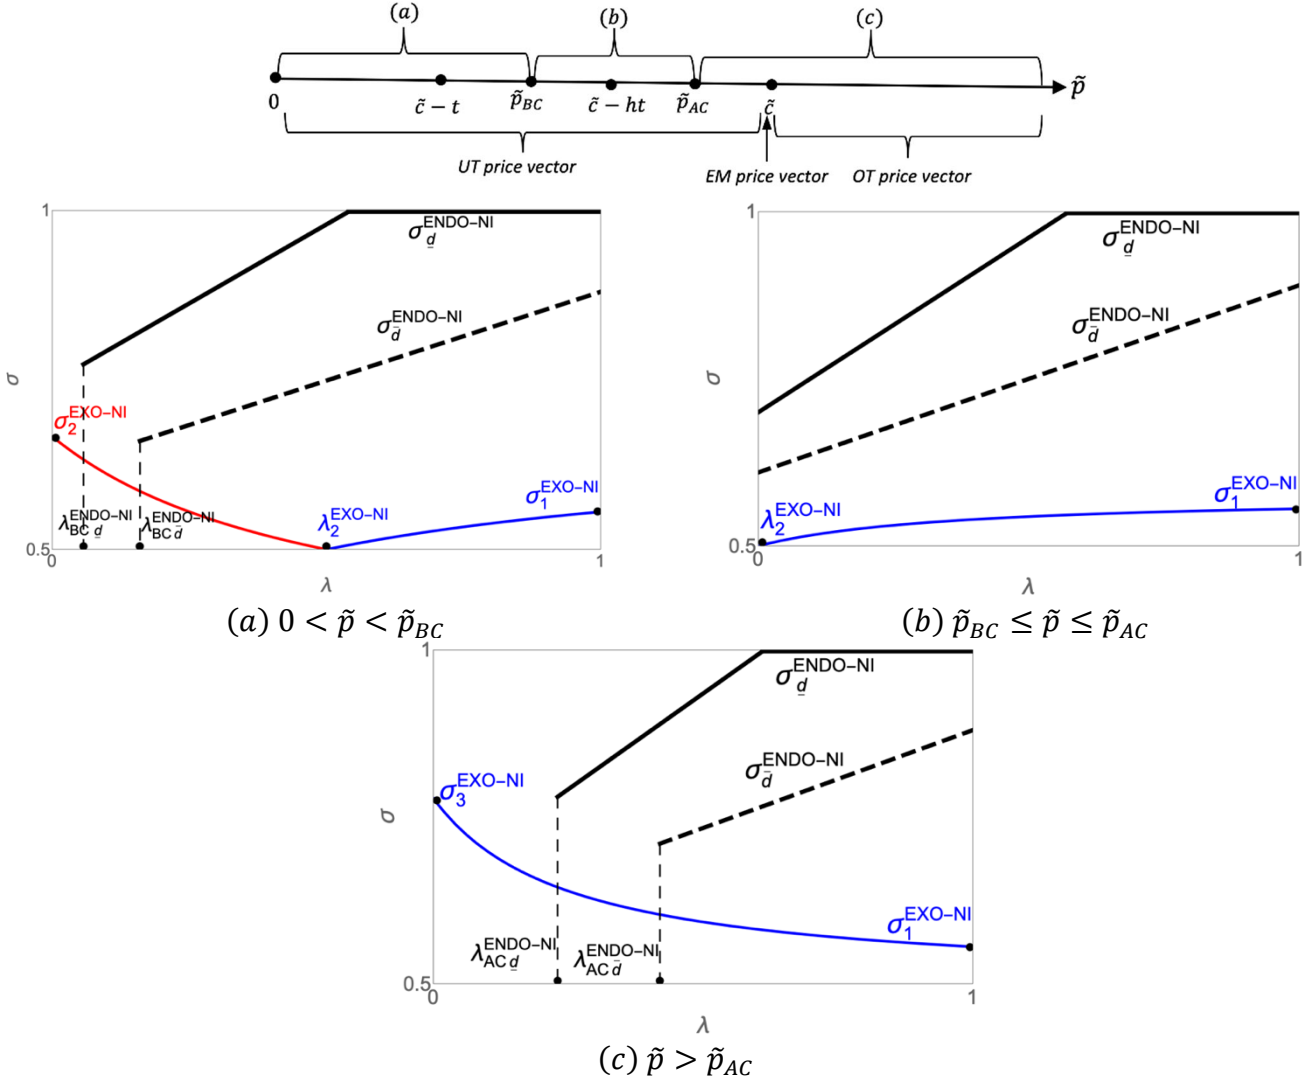 (a) (b) (c)
0 c̃ − t p̃_BC c̃ − ht p̃_AC c̃ p̃
UT price vector EM price vector OT price vector
1 σ_d̲^ENDO–NI
σ_d̄^ENDO–NI
σ
σ_2^EXO–NI
λ_BC d̲^ENDO–NI λ_BC d̄^ENDO–NI λ_2^EXO–NI σ_1^EXO–NI
0.5
0 1
λ
(a) 0 < p̃ < p̃_BC
1 σ_d̲^ENDO–NI
σ_d̄^ENDO–NI
σ
λ_2^EXO–NI σ_1^EXO–NI
0.5
0 1
λ
(b) p̃_BC ≤ p̃ ≤ p̃_AC
1 σ_d̲^ENDO–NI
σ_d̄^ENDO–NI
σ_3^EXO–NI
σ
σ_1^EXO–NI
λ_AC d̲^ENDO–NI λ_AC d̄^ENDO–NI
0.5
0 1
λ
(c) p̃ > p̃_AC